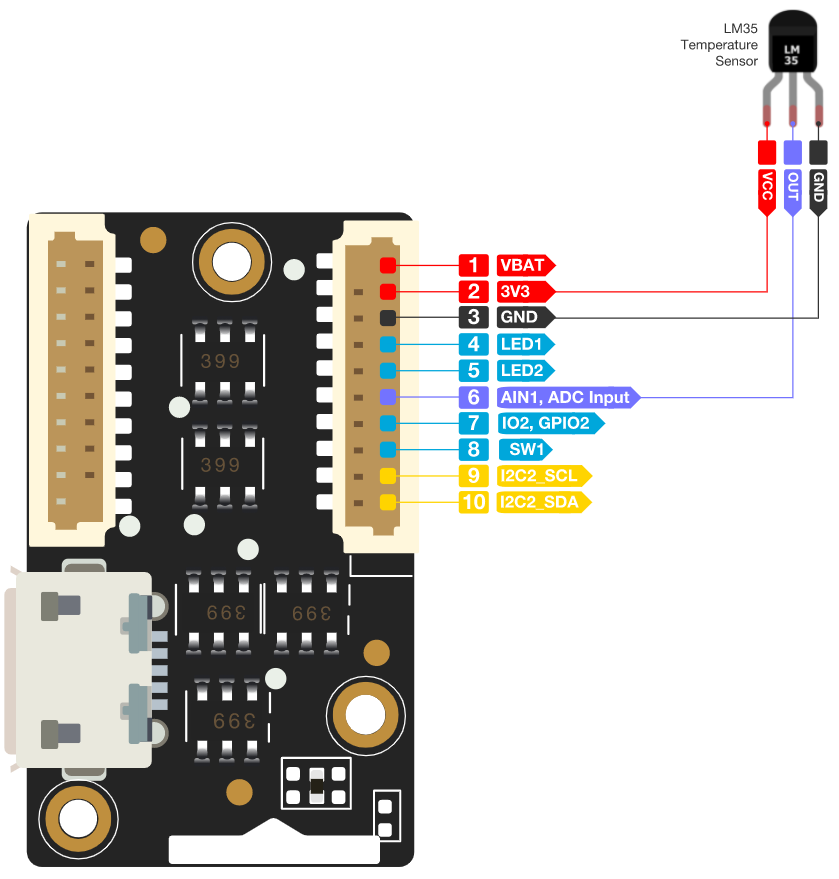 LM35
Temperature
Sensor
LM
35
VCC
OUT
GND
1 VBAT
2 3V3
3 GND
4 LED1
5 LED2
6 AIN1, ADC Input
7 IO2, GPIO2
8 SW1
9 I2C2_SCL
10 I2C2_SDA
399
399
399
399
399